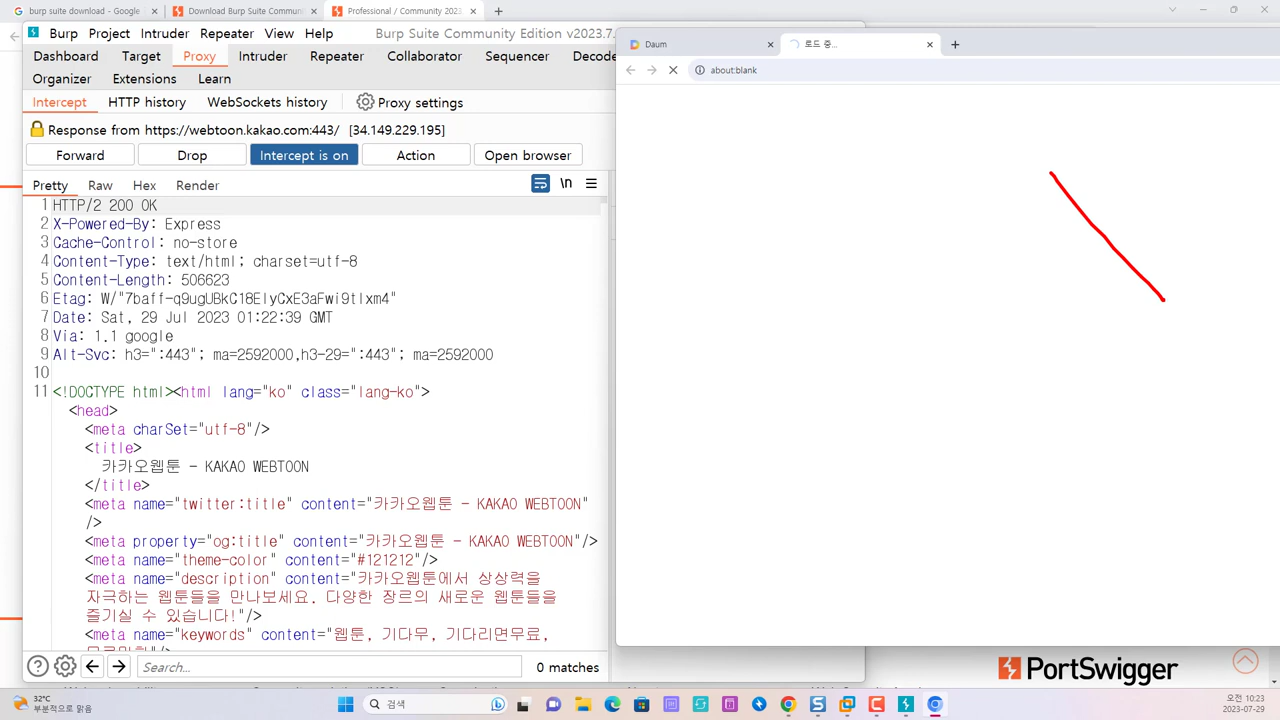 burp suite download - Google
Download Burp Suite Commun
Professional / Community 2023
Burp Project Intruder Repeater View Help Burp Suite Community Edition v2023.7.
Daum
로드 중...
Dashboard Target Proxy Intruder Repeater Collaborator Sequencer Decode
about:blank
Organizer Extensions Learn
Intercept HTTP history WebSockets history Proxy settings
Response from https://webtoon.kakao.com:443/ [34.149.229.195]
Forward Drop Intercept is on Action Open browser
Pretty Raw Hex Render \n
1 HTTP/2 200 OK
2 X-Powered-By: Express
3 Cache-Control: no-store
4 Content-Type: text/html; charset=utf-8
5 Content-Length: 506623
6 Etag: W/"7baff-q9ugUBkC18ElyCxE3aFwi9tlxm4"
7 Date: Sat, 29 Jul 2023 01:22:39 GMT
8 Via: 1.1 google
9 Alt-Svc: h3=":443"; ma=2592000,h3-29=":443"; ma=2592000
10
11 <!DOCTYPE html><html lang="ko" class="lang-ko">
<head>
<meta charSet="utf-8"/>
<title>
카카오웹툰 - KAKAO WEBTOON
</title>
<meta name="twitter:title" content="카카오웹툰 - KAKAO WEBTOON"
/>
<meta property="og:title" content="카카오웹툰 - KAKAO WEBTOON"/>
<meta name="theme-color" content="#121212"/>
<meta name="description" content="카카오웹툰에서 상상력을
자극하는 웹툰들을 만나보세요. 다양한 장르의 새로운 웹툰들을
즐기실 수 있습니다!"/>
<meta name="keywords" content="웹툰, 기다무, 기다리면무료,
Search... 0 matches
PortSwigger
32°C
부분적으로 맑음
검색
오전 10:23
2023-07-29